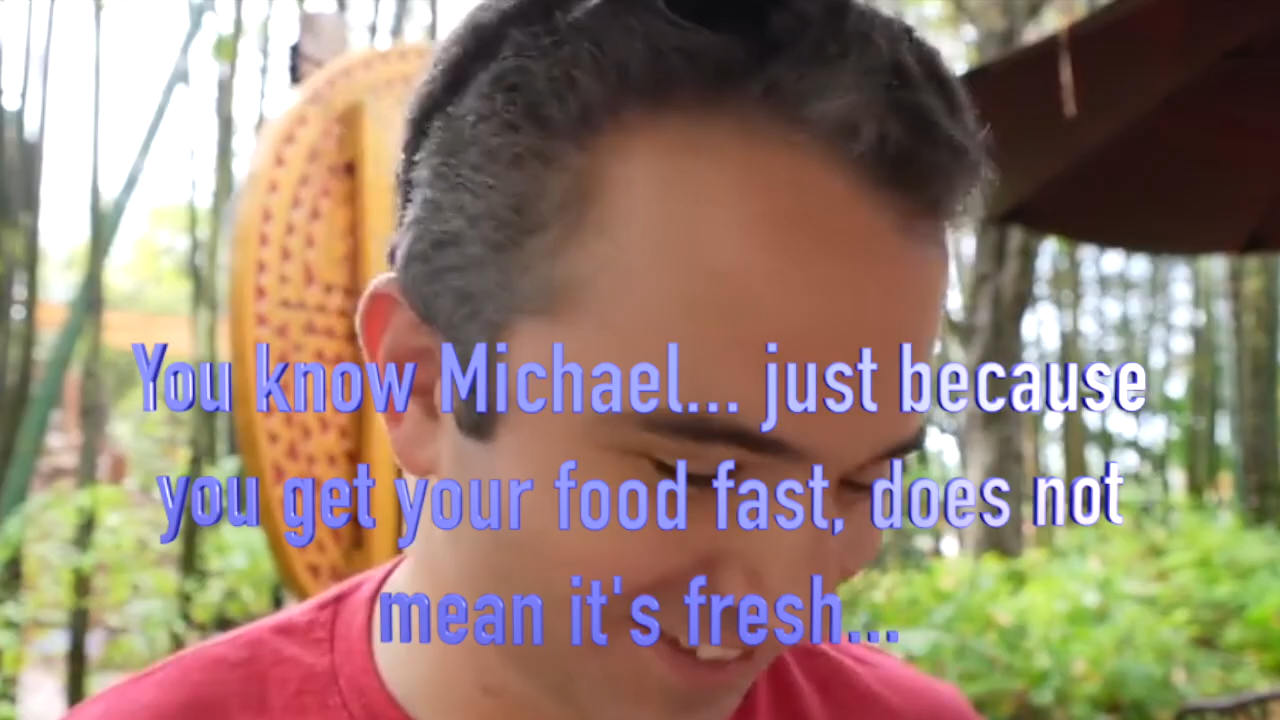 You know Michael... just because
you get your food fast, does not
mean it's fresh...